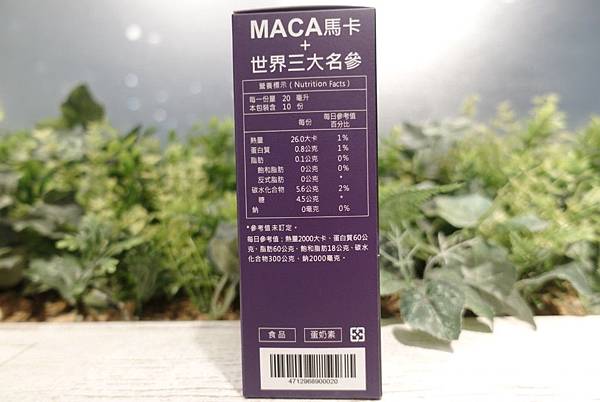 MACA馬卡
+
世界三大名參
營養標示 ( Nutrition Facts )
每一份量 20 毫升
本包裝含 10 份
每份 每日參考值百分比
熱量 26.0大卡 1%
蛋白質 0.8公克 1%
脂肪 0.1公克 0%
飽和脂肪 0公克 0%
反式脂肪 0公克 *
碳水化合物 5.6公克 2%
糖 4.5公克 *
鈉 0毫克 0%
*參考值未訂定。
每日參考值:熱量2000大卡、蛋白質60公
克、脂肪60公克、飽和脂肪18公克、碳水
化合物300公克、鈉2000毫克。
食品 蛋奶素
4712968900020